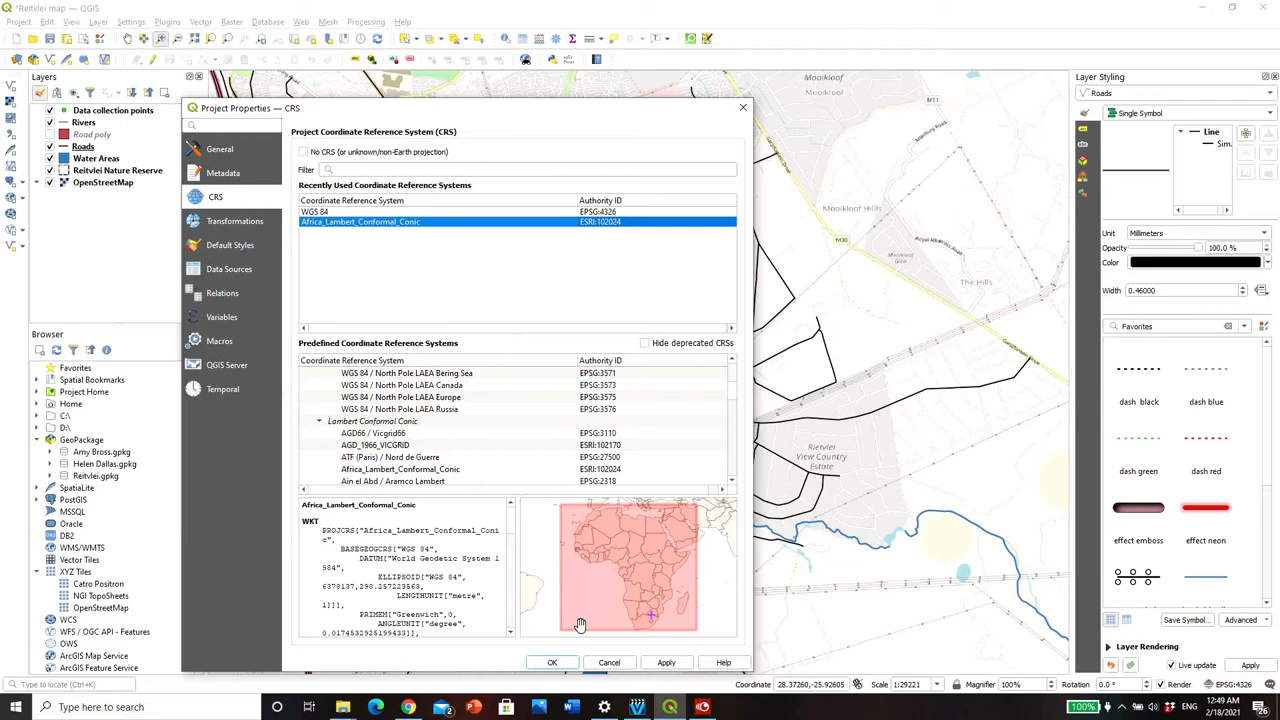 *Reitvlei map — QGIS
Project Edit View Layer Settings Plugins Vector Raster Database Web Mesh Processing Help
Layers
Data collection points
Rivers
Road poly
Roads
Water Areas
Reitvlei Nature Reserve
OpenStreetMap
Browser
Favorites
Spatial Bookmarks
Project Home
Home
C:\
D:\
GeoPackage
Amy Bross.gpkg
Helen Dallas.gpkg
Reitvlei.gpkg
SpatiaLite
PostGIS
MSSQL
Oracle
DB2
WMS/WMTS
Vector Tiles
XYZ Tiles
Catro Positron
NGI TopoSheets
OpenStreetMap
WCS
WFS / OGC API - Features
OWS
ArcGIS Map Service
ArcGIS Feature Service
Project Properties — CRS
General
Metadata
CRS
Transformations
Default Styles
Data Sources
Relations
Variables
Macros
QGIS Server
Temporal
Project Coordinate Reference System (CRS)
No CRS (or unknown/non-Earth projection)
Filter
Recently Used Coordinate Reference Systems
Coordinate Reference System Authority ID
WGS 84 EPSG:4326
Africa_Lambert_Conformal_Conic ESRI:102024
Predefined Coordinate Reference Systems Hide deprecated CRSs
Coordinate Reference System Authority ID
WGS 84 / North Pole LAEA Bering Sea EPSG:3571
WGS 84 / North Pole LAEA Canada EPSG:3573
WGS 84 / North Pole LAEA Europe EPSG:3575
WGS 84 / North Pole LAEA Russia EPSG:3576
Lambert Conformal Conic
AGD66 / Vicgrid66 EPSG:3110
AGD_1966_VICGRID ESRI:102170
ATF (Paris) / Nord de Guerre EPSG:27500
Africa_Lambert_Conformal_Conic ESRI:102024
Ain el Abd / Aramco Lambert EPSG:2318
Africa_Lambert_Conformal_Conic
WKT
PROJCRS["Africa_Lambert_Conformal_Coni
c",
BASEGEOGCRS["WGS 84",
DATUM["World Geodetic System 1
984",
ELLIPSOID["WGS 84",
6378137,298.257223563,
LENGTHUNIT["metre",
1]]],
PRIMEM["Greenwich",0,
ANGLEUNIT["degree",
0.0174532925199433]],
OK Cancel Apply Help
Mooikloof
M11
Mooikloof
Mooikloof Hills
M30
The Hills
Rietvlei
View Country
Estate
Layer Styling
Roads
Single Symbol
Line
Sim.
Unit Millimeters
Opacity 100.0 %
Color
Width 0.46000
Favorites
dash black dash blue
dash green dash red
effect emboss effect neon
Save Symbol... Advanced
Layer Rendering
Live update Apply
Type to locate (Ctrl+K)
Coordinate 28.37260,-25.92605 Scale 1:29221 Magnifier 100% Rotation 0.0 ° Render EPSG:4326
Type here to search
100%
12:49 AM
2/18/2021
26